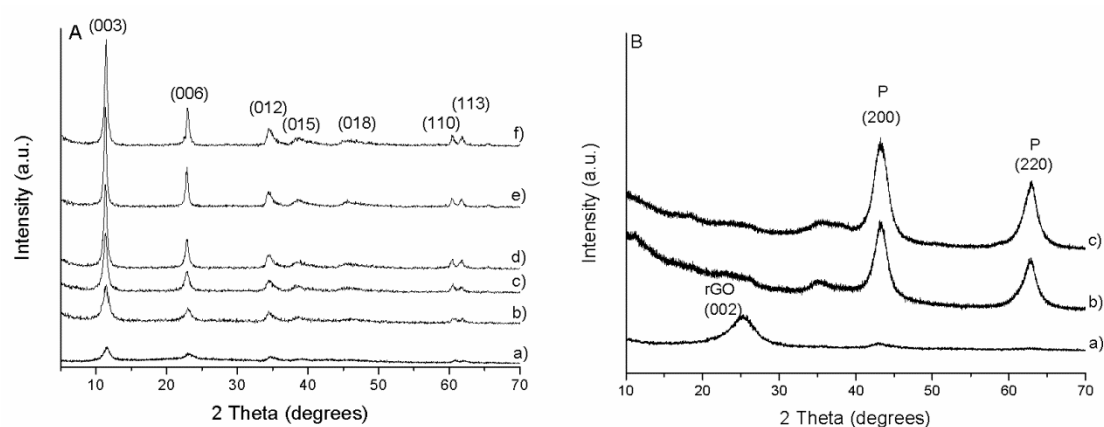 A
(003)
(006)
(012)
(015)
(018)
(110)
(113)
f)
e)
d)
c)
b)
a)
Intensity (a.u.)
10 20 30 40 50 60 70
2 Theta (degrees)
B
P
(200)
P
(220)
rGO
(002)
c)
b)
a)
Intensity (a.u.)
10 20 30 40 50 60 70
2 Theta (degrees)